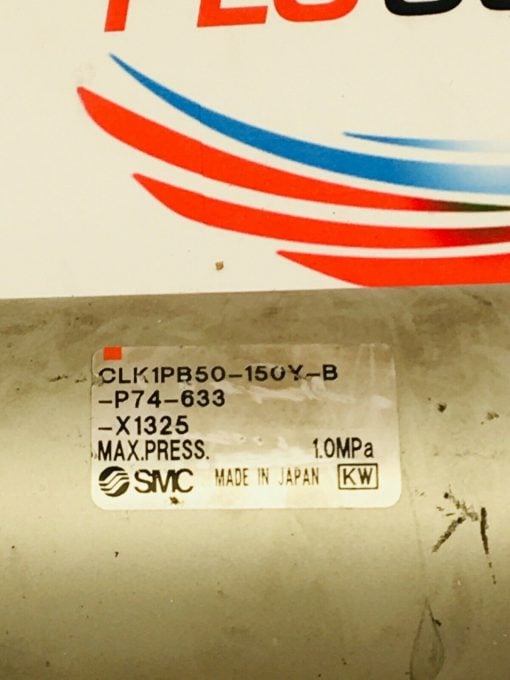 CLK1PB50-150Y-B
-P74-633
-X1325
MAX.PRESS. 1.0MPa
SMC MADE IN JAPAN KW